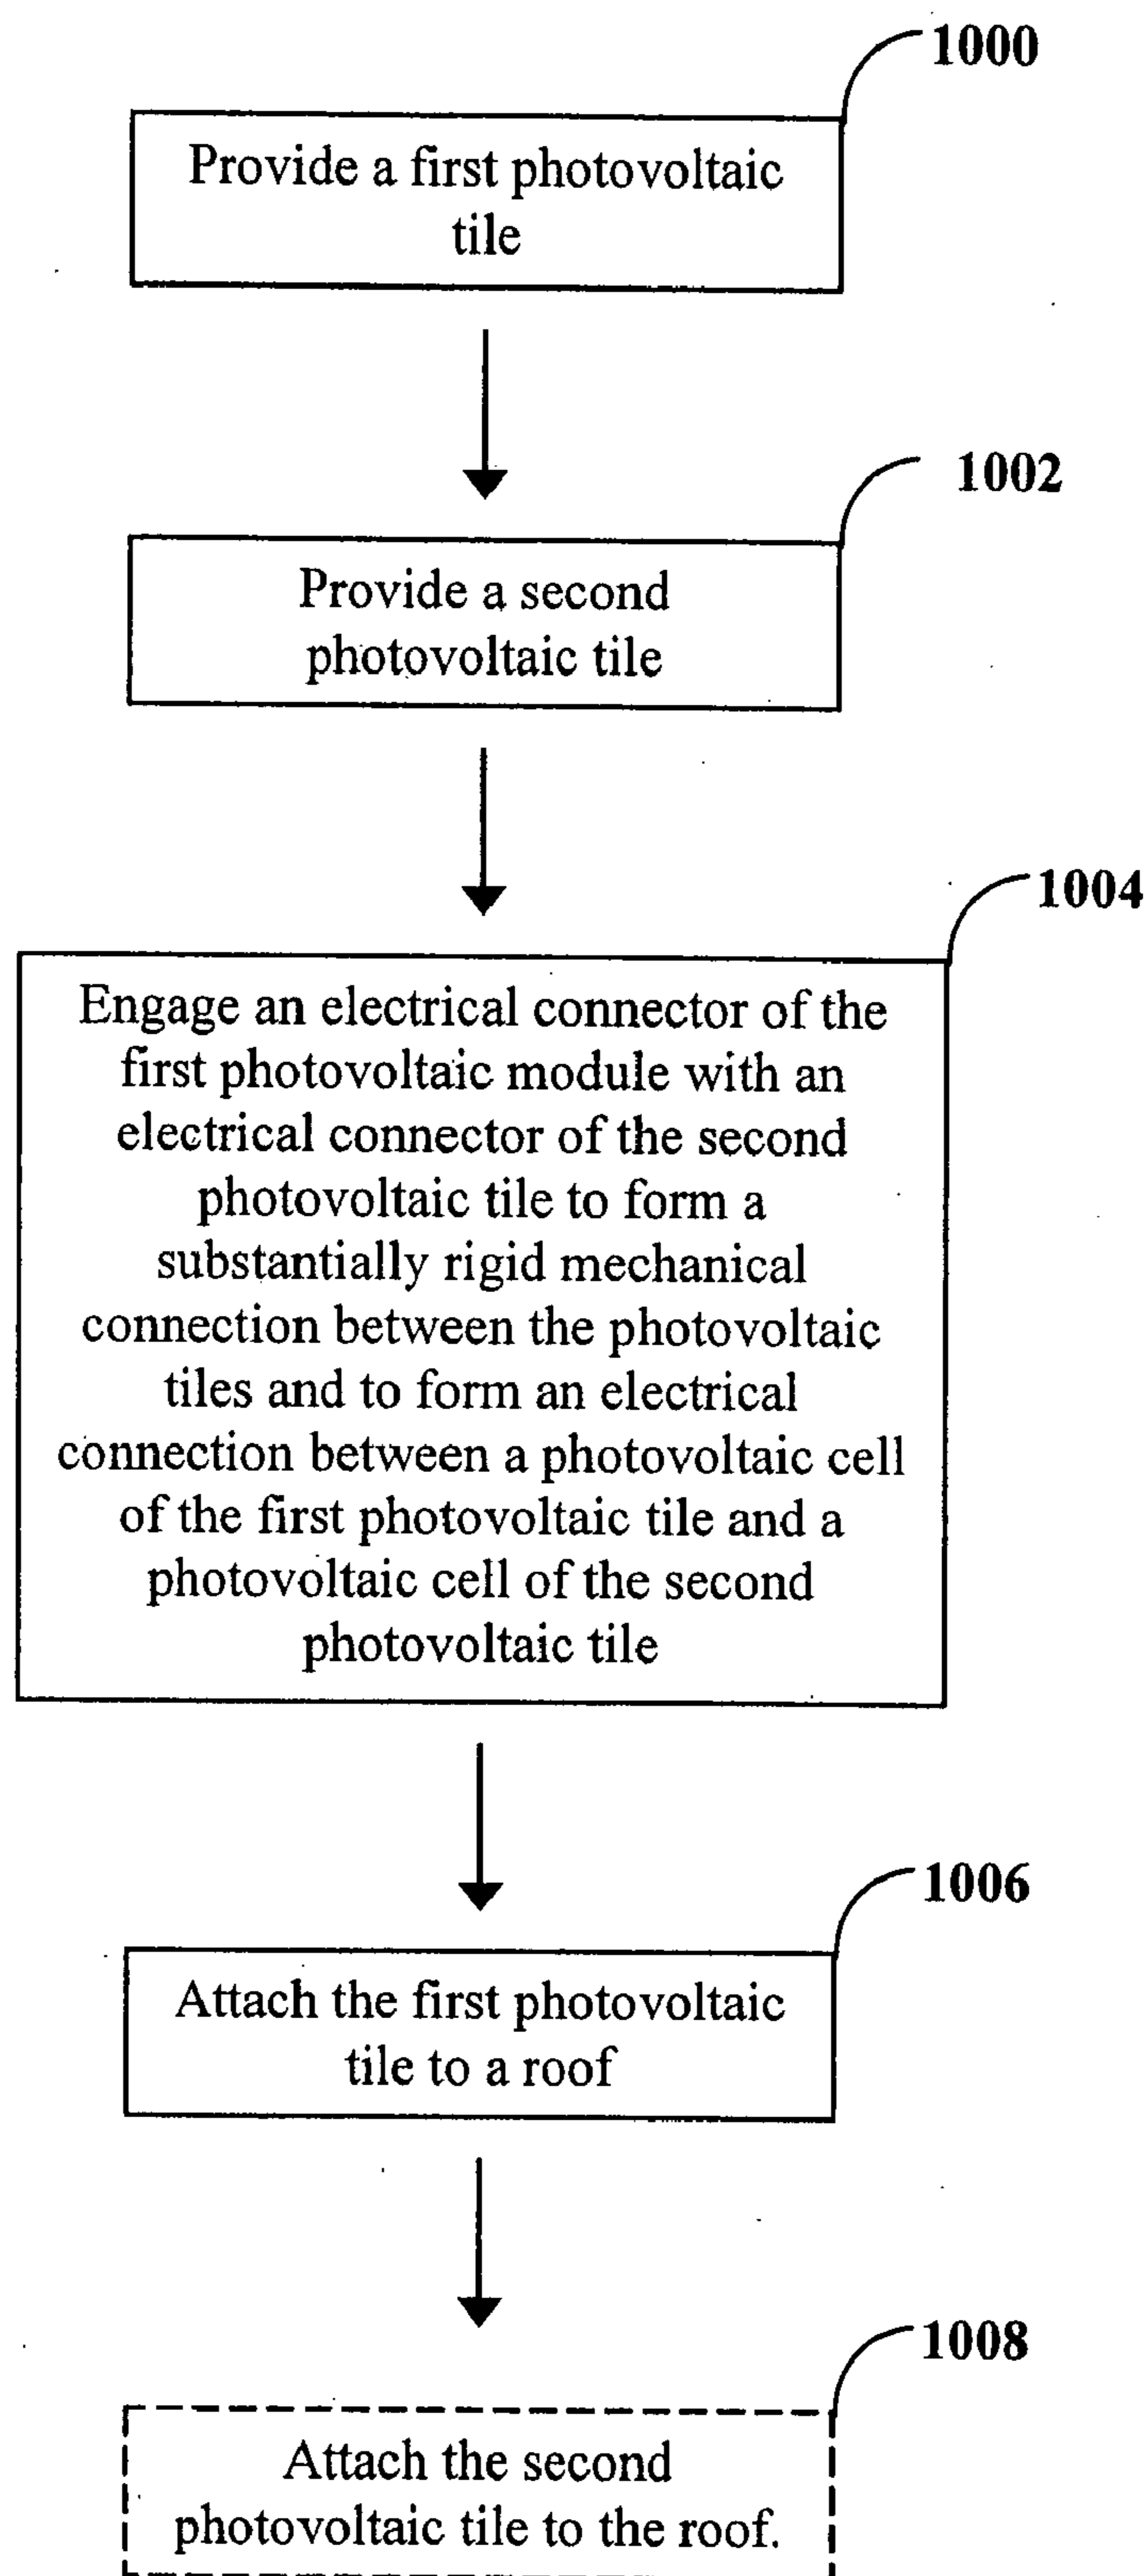 1000
Provide a first photovoltaic
tile
1002
Provide a second
photovoltaic tile
1004
Engage an electrical connector of the
first photovoltaic module with an
electrical connector of the second
photovoltaic tile to form a
substantially rigid mechanical
connection between the photovoltaic
tiles and to form an electrical
connection between a photovoltaic cell
of the first photovoltaic tile and a
photovoltaic cell of the second
photovoltaic tile
1006
Attach the first photovoltaic
tile to a roof
1008
Attach the second
photovoltaic tile to the roof.